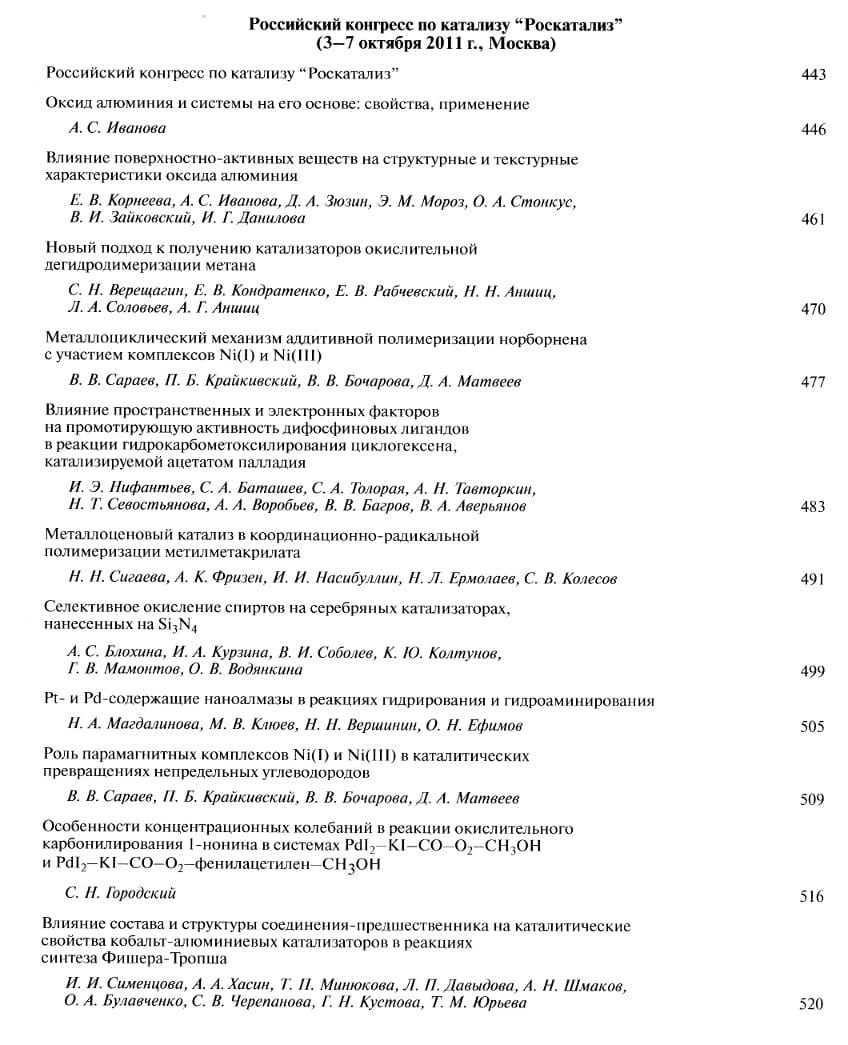 Российский конгресс по катализу “Роскатализ”
(3–7 октября 2011 г., Москва)
Российский конгресс по катализу “Роскатализ” 443
Оксид алюминия и системы на его основе: свойства, применение
А. С. Иванова 446
Влияние поверхностно-активных веществ на структурные и текстурные
характеристики оксида алюминия
Е. В. Корнеева, А. С. Иванова, Д. А. Зюзин, Э. М. Мороз, О. А. Стонкус,
В. И. Зайковский, И. Г. Данилова 461
Новый подход к получению катализаторов окислительной
дегидродимеризации метана
С. Н. Верещагин, Е. В. Кондратенко, Е. В. Рабчевский, Н. Н. Аншиц,
Л. А. Соловьев, А. Г. Аншиц 470
Металлоциклический механизм аддитивной полимеризации норборнена
с участием комплексов Ni(I) и Ni(III)
В. В. Сараев, П. Б. Крайкивский, В. В. Бочарова, Д. А. Матвеев 477
Влияние пространственных и электронных факторов
на промотирующую активность дифосфиновых лигандов
в реакции гидрокарбометоксилирования циклогексена,
катализируемой ацетатом палладия
И. Э. Нифантьев, С. А. Баташев, С. А. Толорая, А. Н. Тавторкин,
Н. Т. Севостьянова, А. А. Воробьев, В. В. Багров, В. А. Аверьянов 483
Металлоценовый катализ в координационно-радикальной
полимеризации метилметакрилата
Н. Н. Сигаева, А. К. Фризен, И. И. Насибуллин, Н. Л. Ермолаев, С. В. Колесов 491
Селективное окисление спиртов на серебряных катализаторах,
нанесенных на Si₃N₄
А. С. Блохина, И. А. Курзина, В. И. Соболев, К. Ю. Колтунов,
Г. В. Мамонтов, О. В. Водянкина 499
Pt- и Pd-содержащие наноалмазы в реакциях гидрирования и гидроаминирования
Н. А. Магдалинова, М. В. Клюев, Н. Н. Вершинин, О. Н. Ефимов 505
Роль парамагнитных комплексов Ni(I) и Ni(III) в каталитических
превращениях непредельных углеводородов
В. В. Сараев, П. Б. Крайкивский, В. В. Бочарова, Д. А. Матвеев 509
Особенности концентрационных колебаний в реакции окислительного
карбонилирования 1-нонина в системах PdI₂–KI–CO–O₂–CH₃OH
и PdI₂–KI–CO–O₂–фенилацетилен–CH₃OH
С. Н. Городский 516
Влияние состава и структуры соединения-предшественника на каталитические
свойства кобальт-алюминиевых катализаторов в реакциях
синтеза Фишера-Тропша
И. И. Сименцова, А. А. Хасин, Т. П. Минюкова, Л. П. Давыдова, А. Н. Шмаков,
О. А. Булавченко, С. В. Черепанова, Г. Н. Кустова, Т. М. Юрьева 520